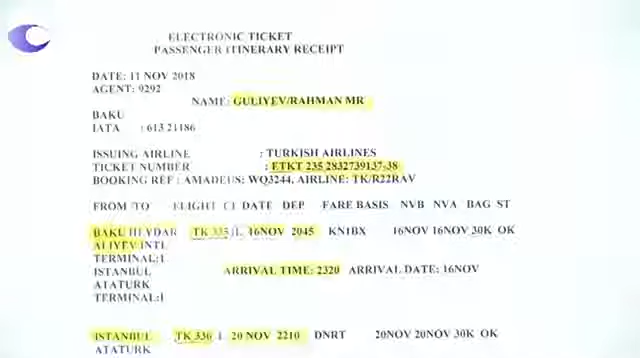 ELECTRONIC TICKET
PASSENGER ITINERARY RECEIPT
DATE: 11 NOV 2018
AGENT: 0292
NAME: GULIYEV/RAHMAN MR
BAKU
IATA : 613 21186
ISSUING AIRLINE : TURKISH AIRLINES
TICKET NUMBER : ETKT 235 2832739137-38
BOOKING REF : AMADEUS: WQ3244, AIRLINE: TK/R22RAV
FROM /TO FLIGHT CL DATE DEP FARE BASIS NVB NVA BAG ST
BAKU HEYDAR TK 335 L 16NOV 2045 KN1BX 16NOV 16NOV 30K OK
ALIYEV INTL
TERMINAL:1
ISTANBUL ARRIVAL TIME: 2320 ARRIVAL DATE: 16NOV
ATATURK
TERMINAL:I
ISTANBUL TK 336 L 20 NOV 2210 DNRT 20NOV 20NOV 30K OK
ATATURK